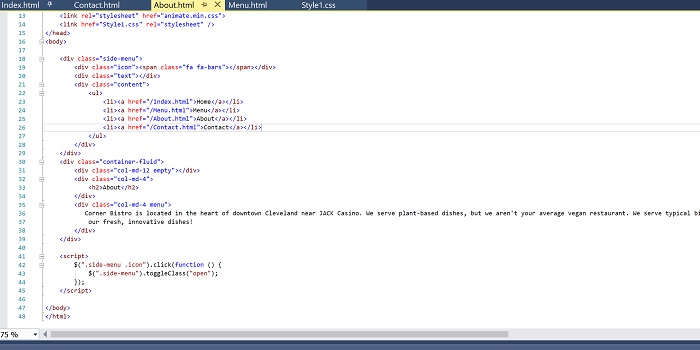 Index.html Contact.html About.html Menu.html Style1.css
13 <link rel="stylesheet" href="animate.min.css">
14 <link href="Style1.css" rel="stylesheet" />
15 </head>
16 <body>
17
18 <div class="side-menu">
19 <div class="icon"><span class="fa fa-bars"></span></div>
20 <div class="text"></div>
21 <div class="content">
22 <ul>
23 <li><a href="/Index.html">Home</a></li>
24 <li><a href="/Menu.html">Menu</a></li>
25 <li><a href="/About.html">About</a></li>
26 <li><a href="/Contact.html">Contact</a></li>
27 </ul>
28 </div>
29 </div>
30 <div class="container-fluid">
31 <div class="col-md-12 empty"></div>
32 <div class="col-md-4">
33 <h2>About</h2>
34 </div>
35 <div class="col-md-4 menu">
36 Corner Bistro is located in the heart of downtown Cleveland near JACK Casino. We serve plant-based dishes, but we aren't your average vegan restaurant. We serve typical bi
37 our fresh, innovative dishes!
38 </div>
39 </div>
40
41 <script>
42 $(".side-menu .icon").click(function () {
43 $(".side-menu").toggleClass("open");
44 });
45 </script>
46
47 </body>
48 </html>
75 %